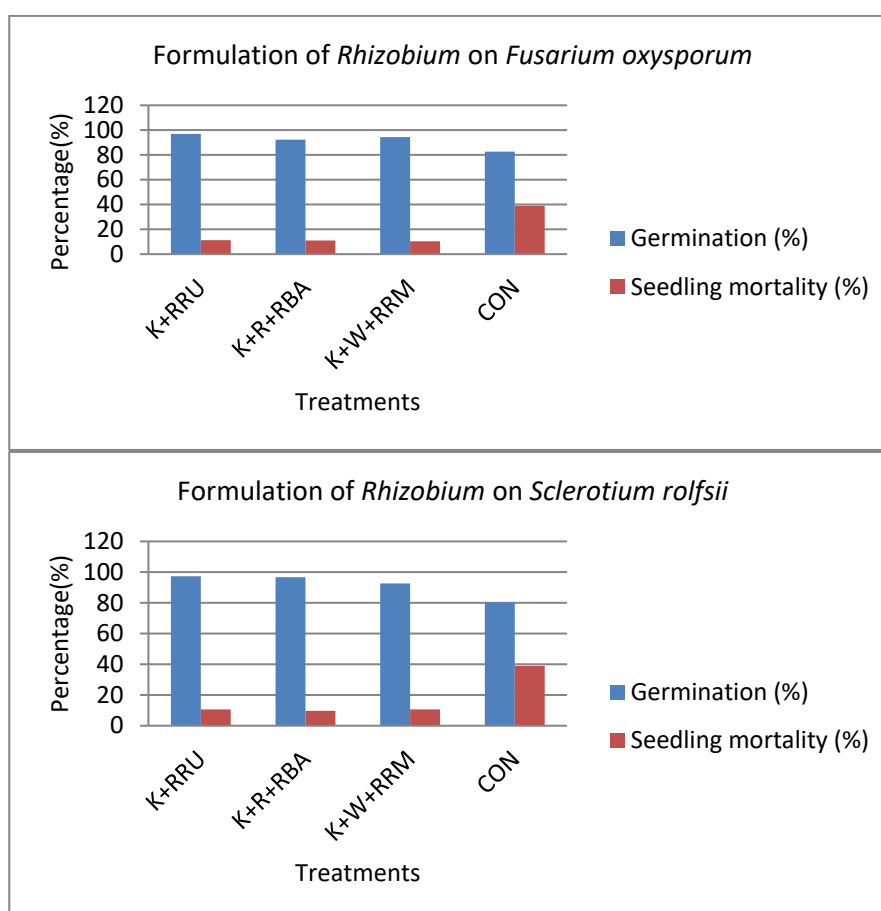 Formulation of Rhizobium on Fusarium oxysporum
Percentage(%)
120
100
80
60
40
20
0
K+RRU
K+R+RBA
K+W+RRM
CON
Treatments
Germination (%)
Seedling mortality (%)
Formulation of Rhizobium on Sclerotium rolfsii
Percentage(%)
120
100
80
60
40
20
0
K+RRU
K+R+RBA
K+W+RRM
CON
Treatments
Germination (%)
Seedling mortality (%)